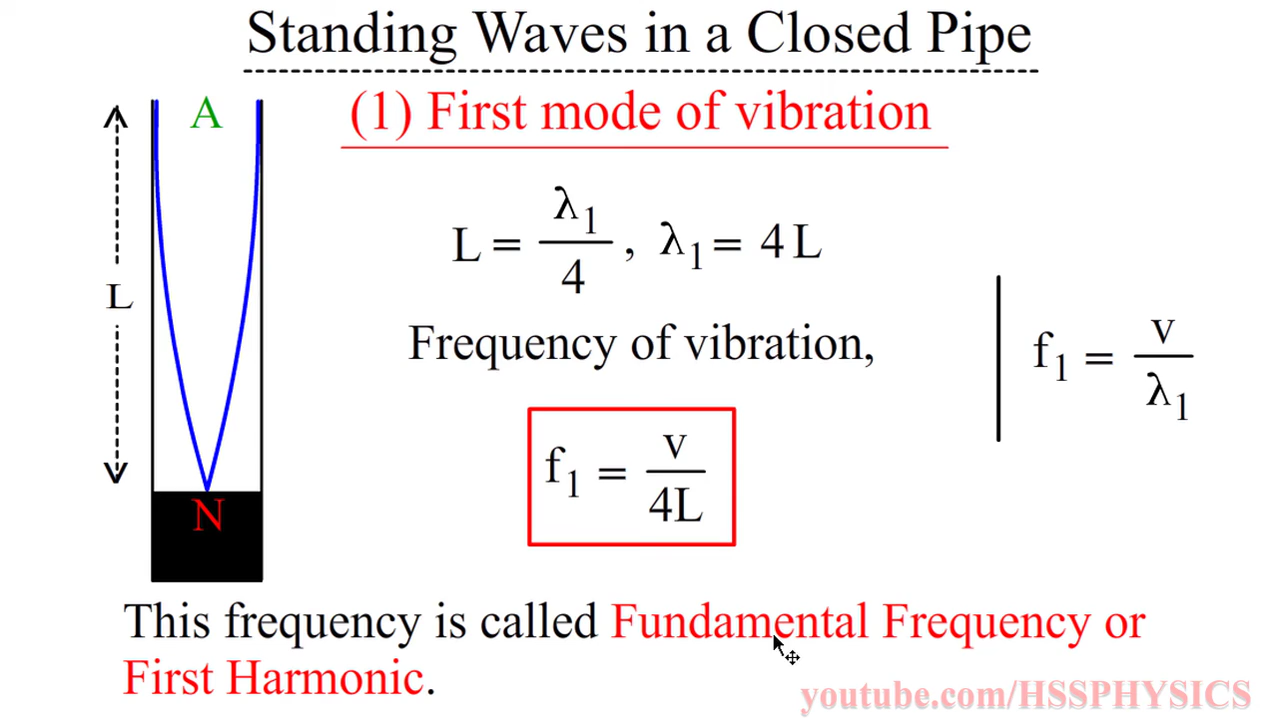 Standing Waves in a Closed Pipe
(1) First mode of vibration
A
L
N
L = λ₁/4 , λ₁ = 4 L
Frequency of vibration,
f₁ = v/λ₁
f₁ = v/4L
This frequency is called Fundamental Frequency or
First Harmonic.
youtube.com/HSSPHYSICS